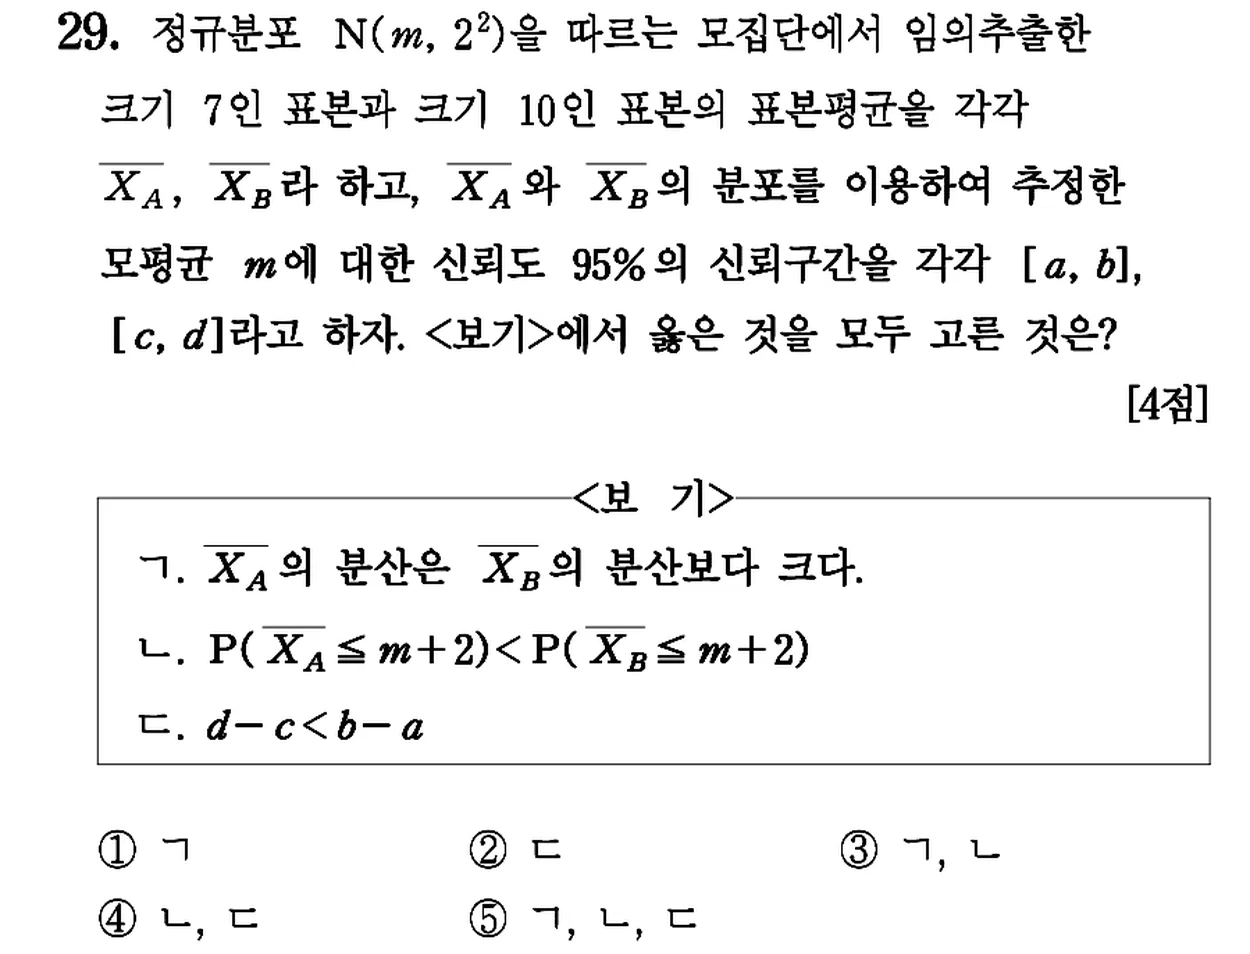 29. 정규분포 N(m, 2²)을 따르는 모집단에서 임의추출한
크기 7인 표본과 크기 10인 표본의 표본평균을 각각
X̅_A, X̅_B라 하고, X̅_A와 X̅_B의 분포를 이용하여 추정한
모평균 m에 대한 신뢰도 95%의 신뢰구간을 각각 [a, b],
[c, d]라고 하자. <보기>에서 옳은 것을 모두 고른 것은?
[4점]
<보 기>
ㄱ. X̅_A의 분산은 X̅_B의 분산보다 크다.
ㄴ. P(X̅_A ≦ m+2) < P(X̅_B ≦ m+2)
ㄷ. d−c < b−a
① ㄱ ② ㄷ ③ ㄱ, ㄴ
④ ㄴ, ㄷ ⑤ ㄱ, ㄴ, ㄷ